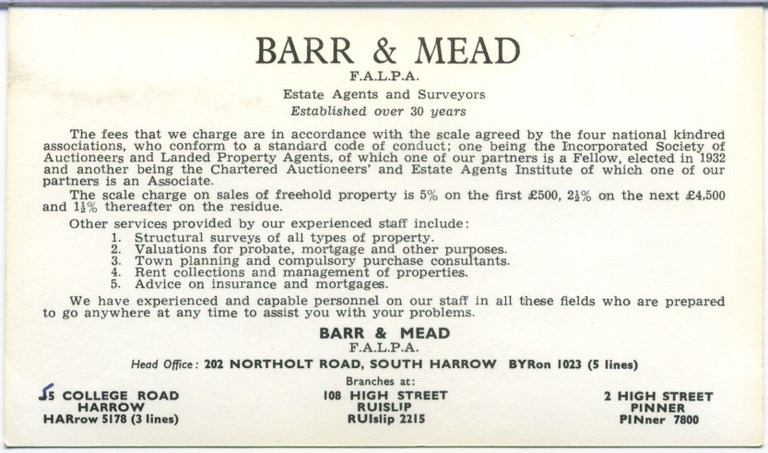 BARR & MEAD
F.A.L.P.A.
Estate Agents and Surveyors
Established over 30 years
The fees that we charge are in accordance with the scale agreed by the four national kindred
associations, who conform to a standard code of conduct; one being the Incorporated Society of
Auctioneers and Landed Property Agents, of which one of our partners is a Fellow, elected in 1932
and another being the Chartered Auctioneers' and Estate Agents Institute of which one of our
partners is an Associate.
The scale charge on sales of freehold property is 5% on the first £500, 2½% on the next £4,500
and 1½% thereafter on the residue.
Other services provided by our experienced staff include:
1. Structural surveys of all types of property.
2. Valuations for probate, mortgage and other purposes.
3. Town planning and compulsory purchase consultants.
4. Rent collections and management of properties.
5. Advice on insurance and mortgages.
We have experienced and capable personnel on our staff in all these fields who are prepared
to go anywhere at any time to assist you with your problems.
BARR & MEAD
F.A.L.P.A.
Head Office: 202 NORTHOLT ROAD, SOUTH HARROW BYRon 1023 (5 lines)
Branches at:
COLLEGE ROAD 108 HIGH STREET 2 HIGH STREET
HARROW RUISLIP PINNER
HARrow 5178 (3 lines) RUIslip 2215 PINner 7800